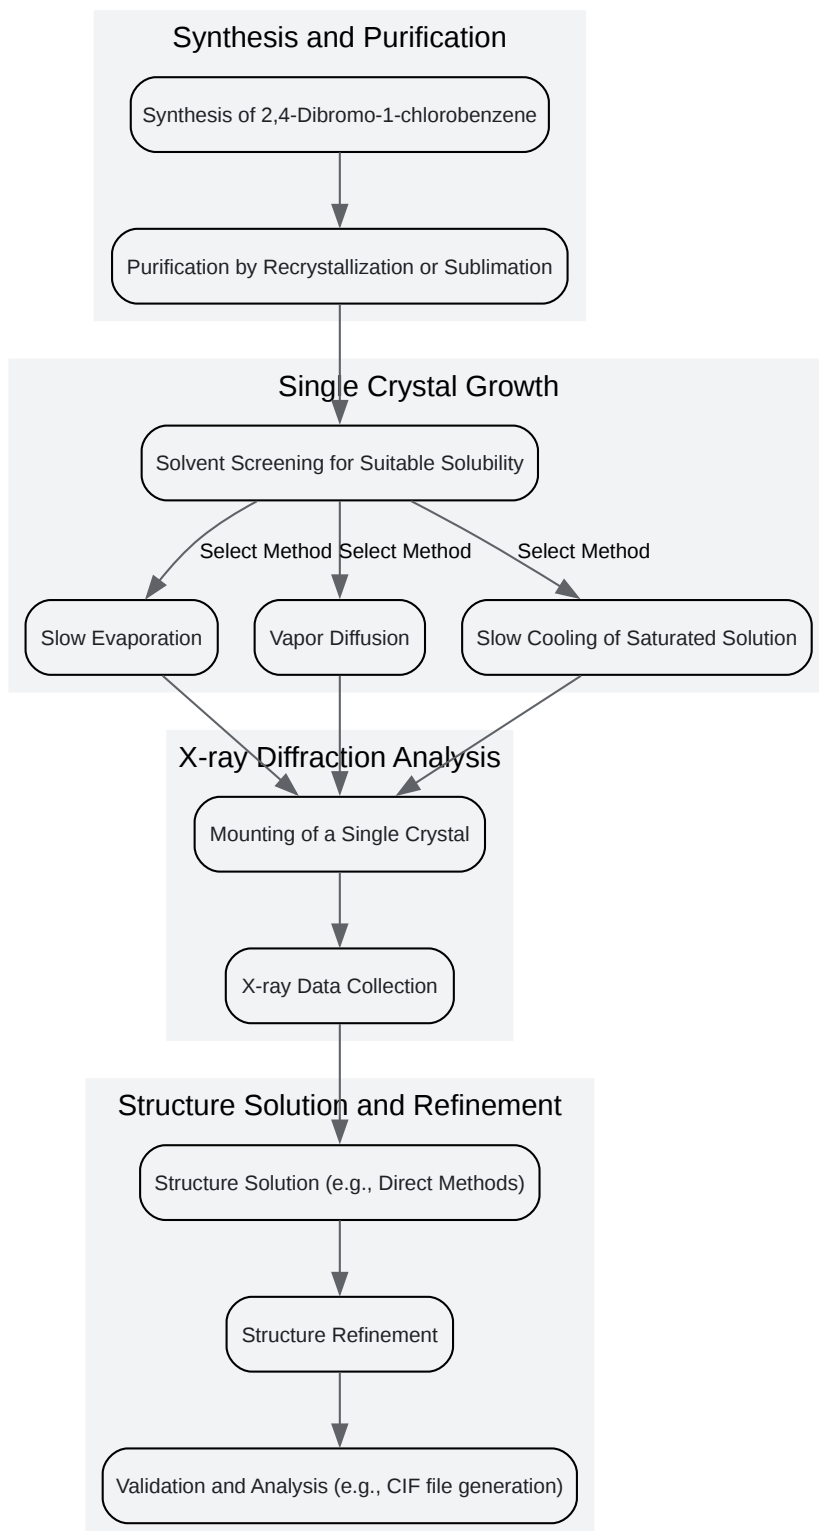 Synthesis and Purification
Synthesis of 2,4-Dibromo-1-chlorobenzene
Purification by Recrystallization or Sublimation
Single Crystal Growth
Solvent Screening for Suitable Solubility
Select Method
Select Method
Select Method
Slow Evaporation
Vapor Diffusion
Slow Cooling of Saturated Solution
X-ray Diffraction Analysis
Mounting of a Single Crystal
X-ray Data Collection
Structure Solution and Refinement
Structure Solution (e.g., Direct Methods)
Structure Refinement
Validation and Analysis (e.g., CIF file generation)